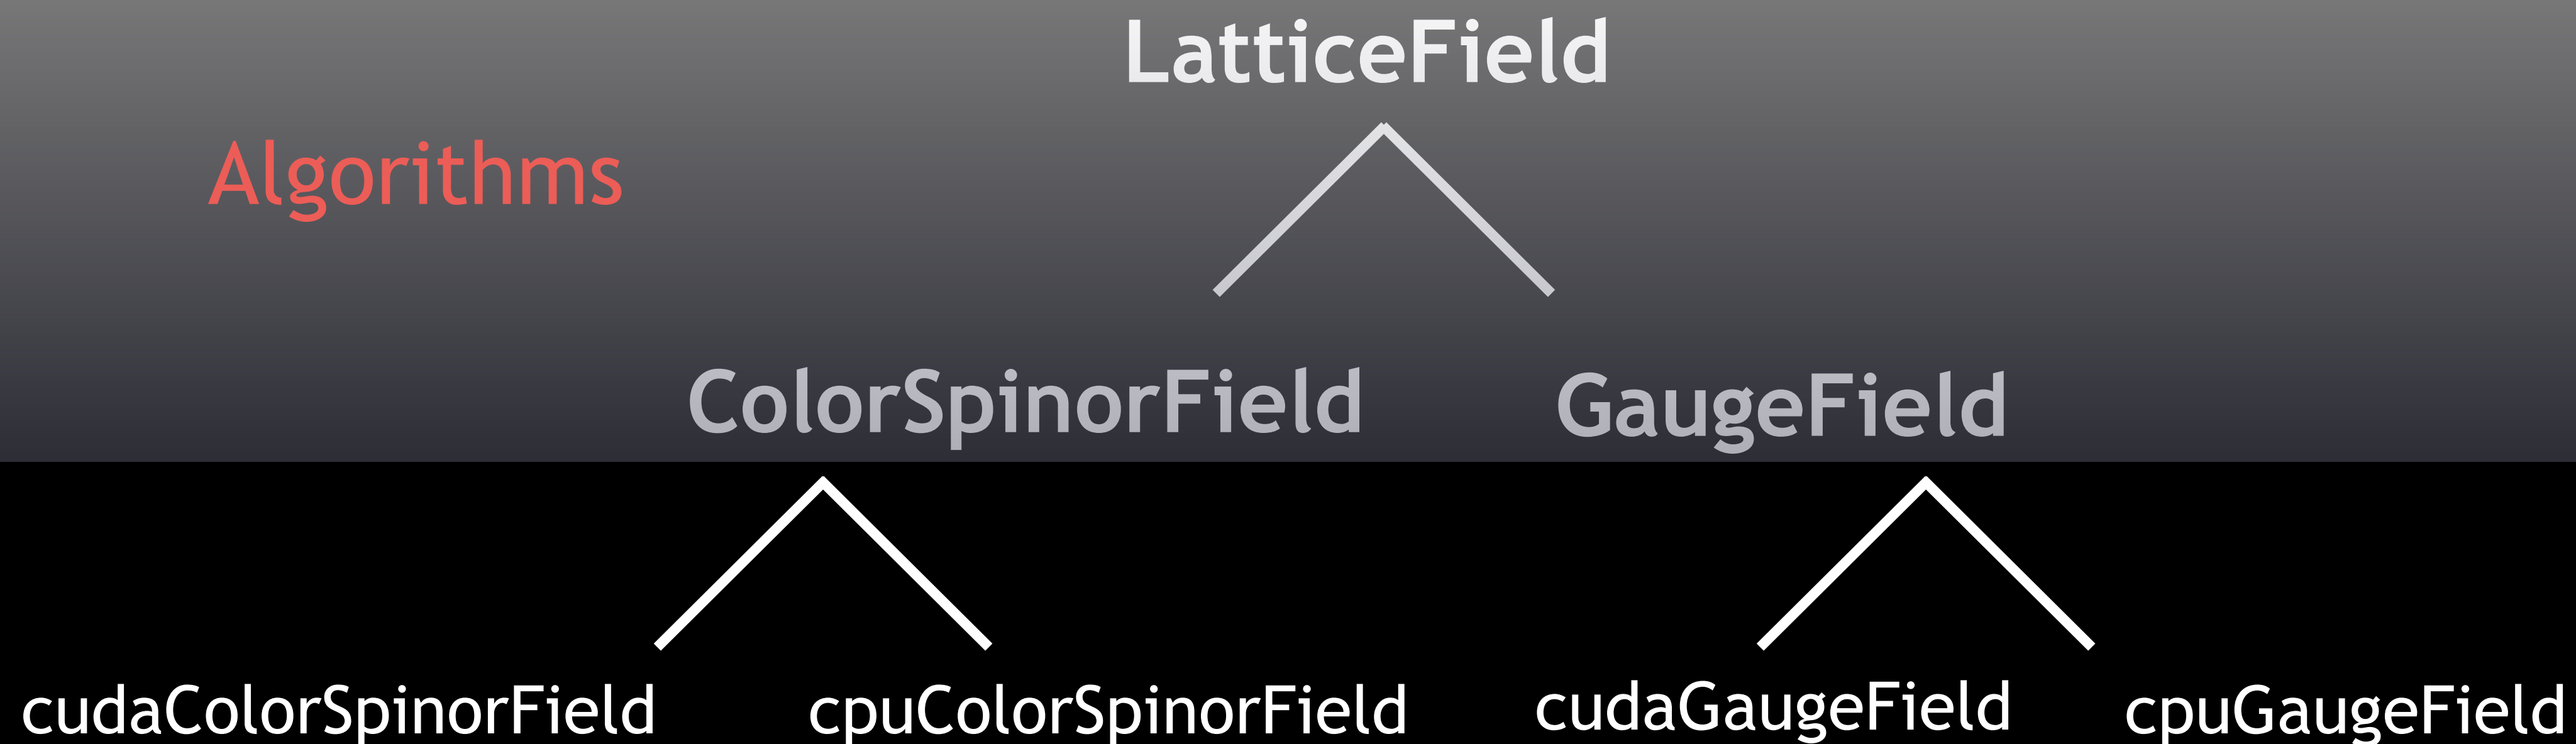 LatticeField
Algorithms
ColorSpinorField GaugeField
cudaColorSpinorField cpuColorSpinorField cudaGaugeField cpuGaugeField